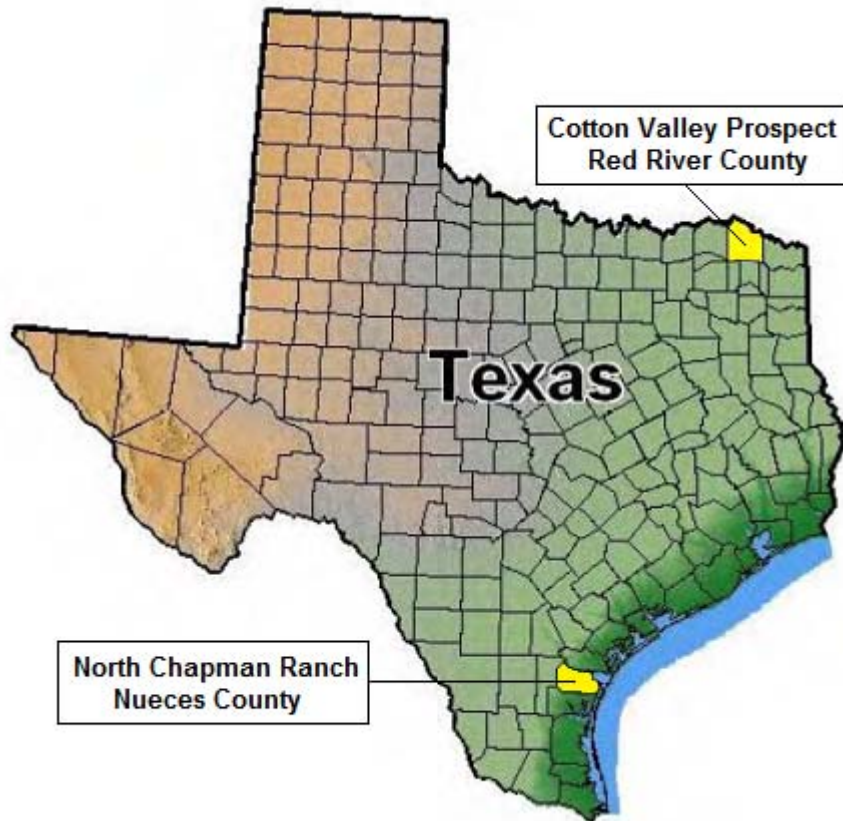 Cotton Valley Prospect
Red River County
Texas
North Chapman Ranch
Nueces County